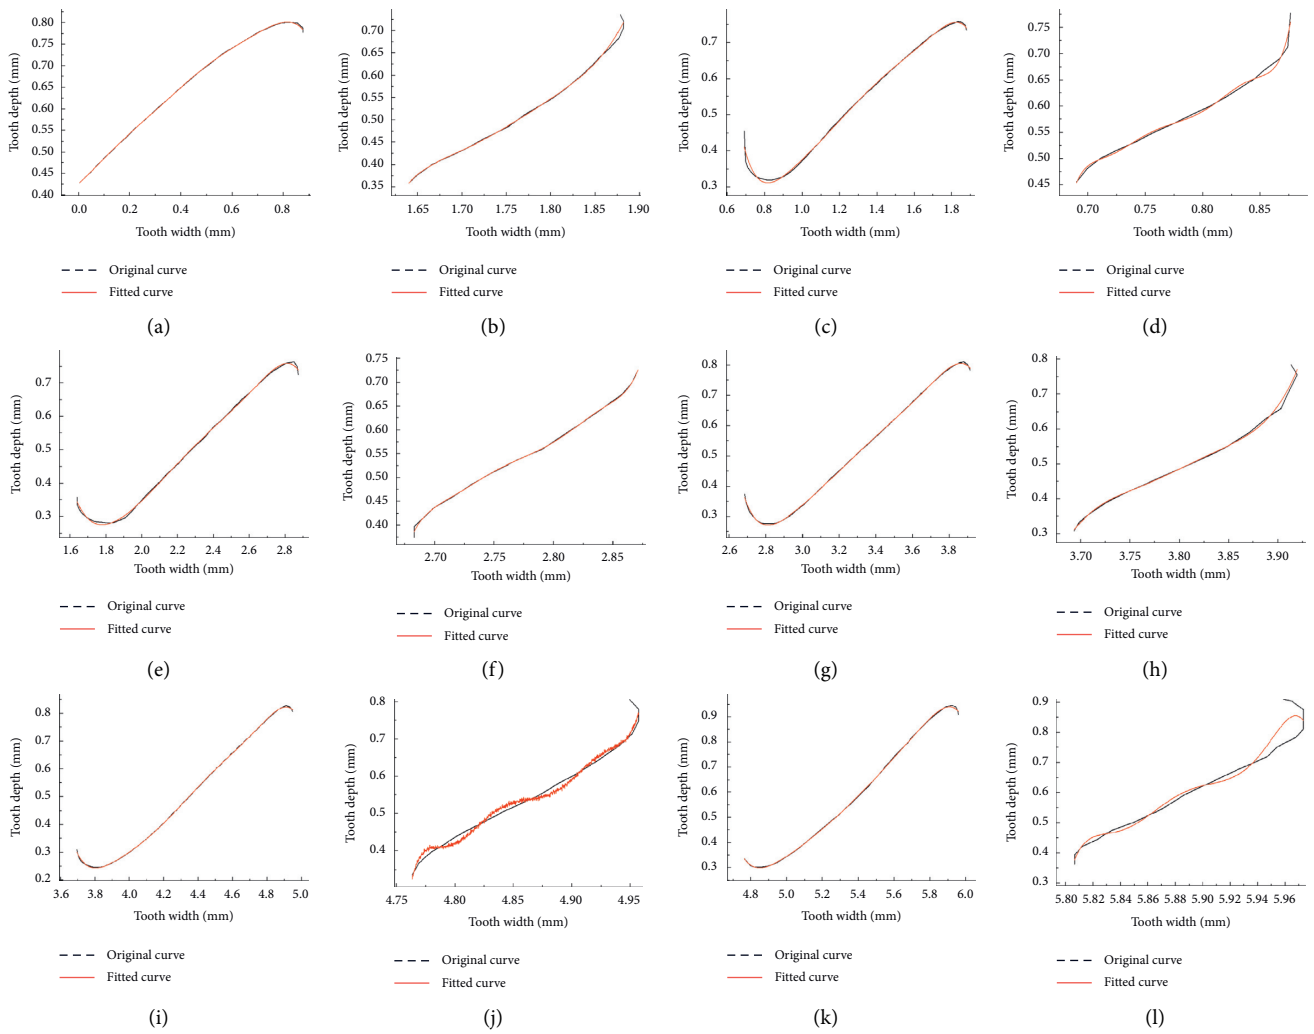 Tooth depth (mm)
0.80
0.75
0.70
0.65
0.60
0.55
0.50
0.45
0.40
0.0 0.2 0.4 0.6 0.8
Tooth width (mm)
Original curve
Fitted curve
(a)
Tooth depth (mm)
0.70
0.65
0.60
0.55
0.50
0.45
0.40
0.35
1.65 1.70 1.75 1.80 1.85 1.90
Tooth width (mm)
Original curve
Fitted curve
(b)
Tooth depth (mm)
0.7
0.6
0.5
0.4
0.3
0.6 0.8 1.0 1.2 1.4 1.6 1.8
Tooth width (mm)
Original curve
Fitted curve
(c)
Tooth depth (mm)
0.75
0.70
0.65
0.60
0.55
0.50
0.45
0.70 0.75 0.80 0.85
Tooth width (mm)
Original curve
Fitted curve
(d)
Tooth depth (mm)
0.7
0.6
0.5
0.4
0.3
1.6 1.8 2.0 2.2 2.4 2.6 2.8
Tooth width (mm)
Original curve
Fitted curve
(e)
Tooth depth (mm)
0.75
0.70
0.65
0.60
0.55
0.50
0.45
0.40
2.70 2.75 2.80 2.85
Tooth width (mm)
Original curve
Fitted curve
(f)
Tooth depth (mm)
0.8
0.7
0.6
0.5
0.4
0.3
0.2
2.6 2.8 3.0 3.2 3.4 3.6 3.8
Tooth width (mm)
Original curve
Fitted curve
(g)
Tooth depth (mm)
0.8
0.7
0.6
0.5
0.4
0.3
3.70 3.75 3.80 3.85 3.90
Tooth width (mm)
Original curve
Fitted curve
(h)
Tooth depth (mm)
0.8
0.7
0.6
0.5
0.4
0.3
0.2
3.6 3.8 4.0 4.2 4.4 4.6 4.8 5.0
Tooth width (mm)
Original curve
Fitted curve
(i)
Tooth depth (mm)
0.8
0.7
0.6
0.5
0.4
4.75 4.80 4.85 4.90 4.95
Tooth width (mm)
Original curve
Fitted curve
(j)
Tooth depth (mm)
0.9
0.8
0.7
0.6
0.5
0.4
0.3
4.8 5.0 5.2 5.4 5.6 5.8 6.0
Tooth width (mm)
Original curve
Fitted curve
(k)
Tooth depth (mm)
0.9
0.8
0.7
0.6
0.5
0.4
0.3
5.80 5.82 5.84 5.86 5.88 5.90 5.92 5.94 5.96
Tooth width (mm)
Original curve
Fitted curve
(l)